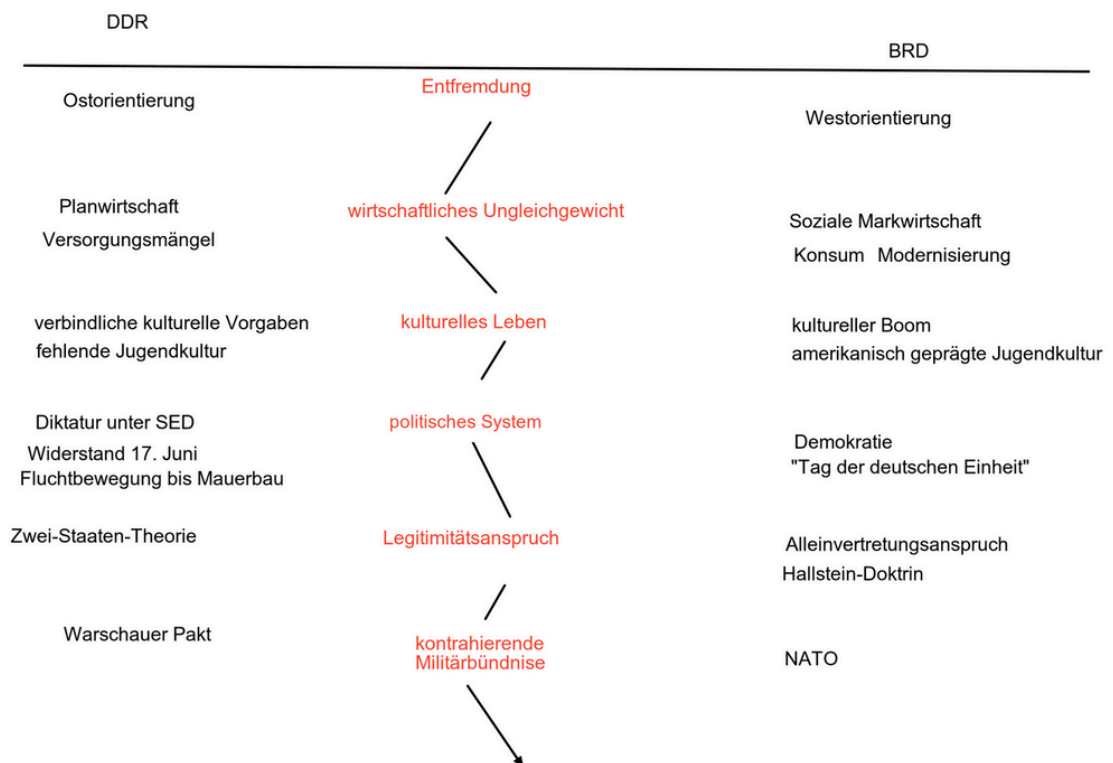 DDR
BRD
Entfremdung
Ostorientierung
Westorientierung
Planwirtschaft
wirtschaftliches Ungleichgewicht
Soziale Markwirtschaft
Versorgungsmängel
Konsum Modernisierung
verbindliche kulturelle Vorgaben
kulturelles Leben
kultureller Boom
fehlende Jugendkultur
amerikanisch geprägte Jugendkultur
Diktatur unter SED
politisches System
Demokratie
Widerstand 17. Juni
"Tag der deutschen Einheit"
Fluchtbewegung bis Mauerbau
Zwei-Staaten-Theorie
Legitimitätsanspruch
Alleinvertretungsanspruch
Hallstein-Doktrin
Warschauer Pakt
kontrahierende
Militärbündnise
NATO